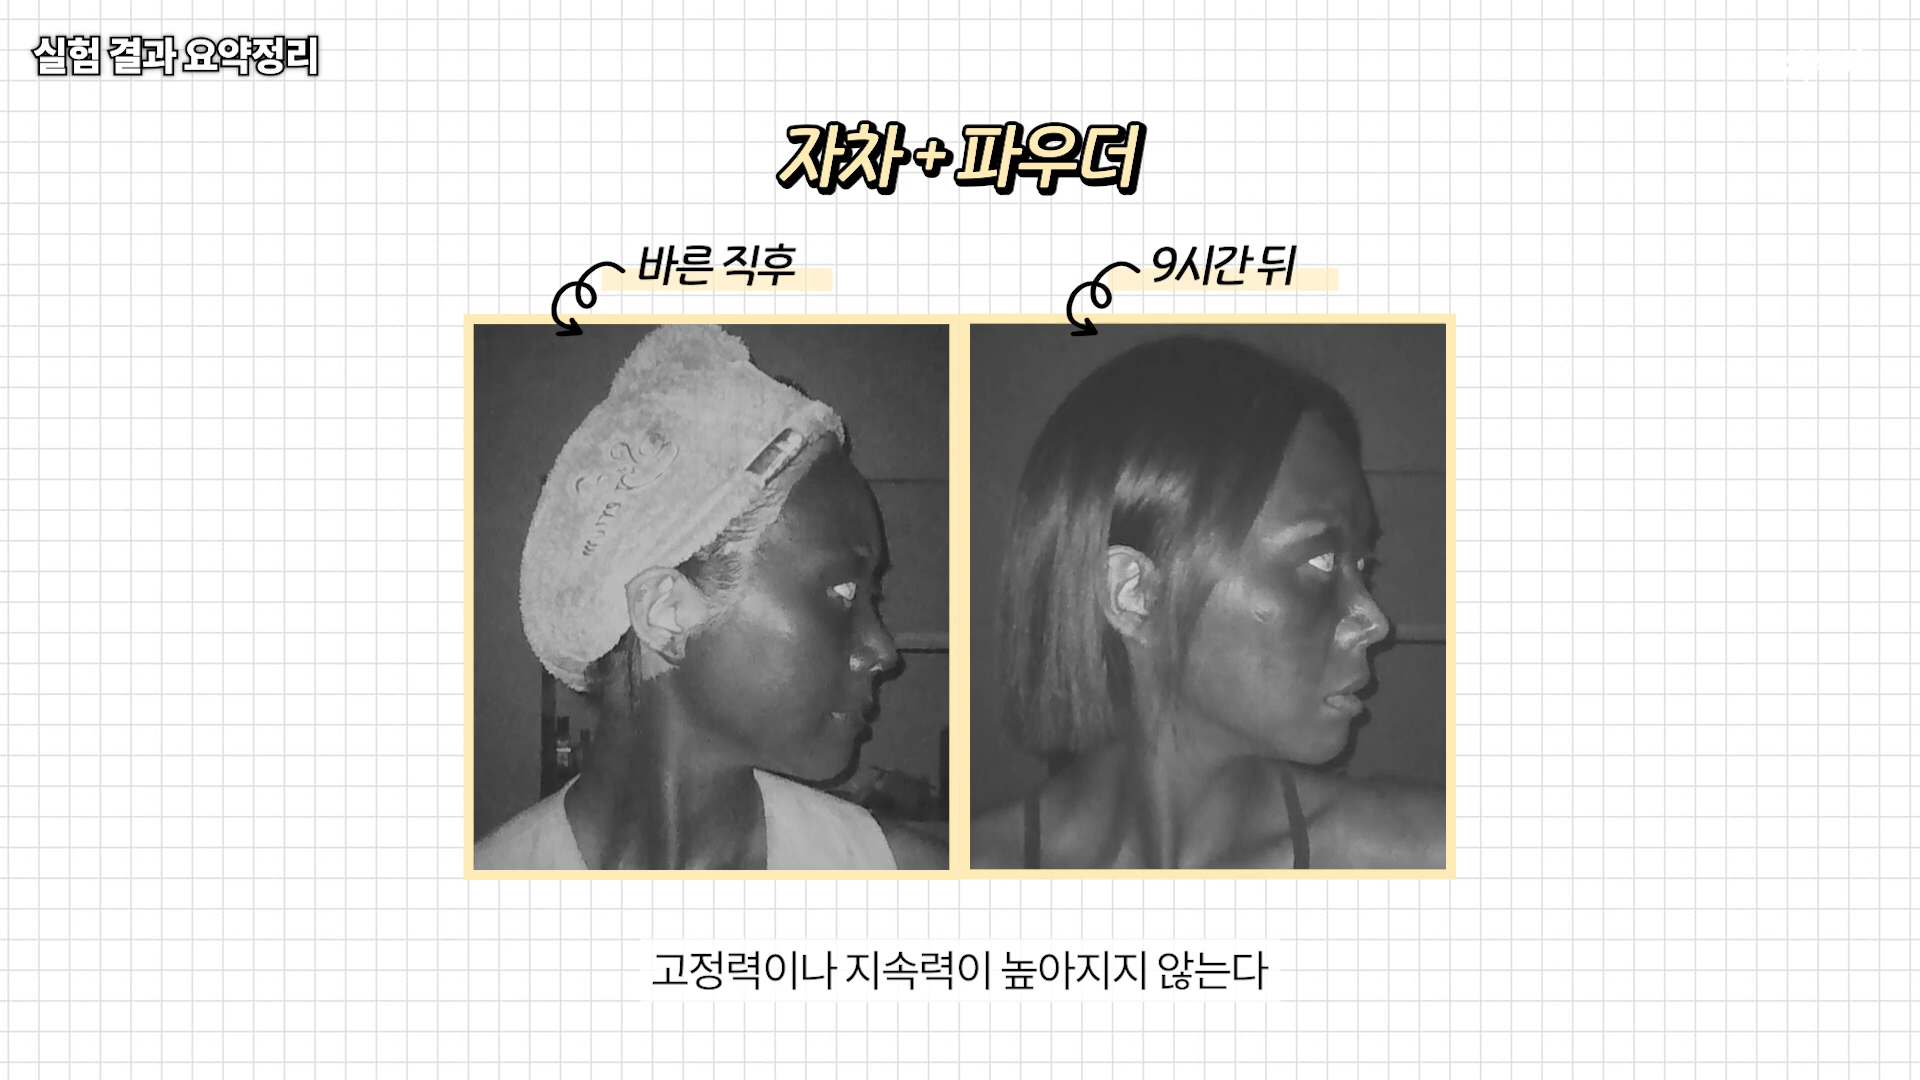 실험 결과 요약정리
자차+파우더
바른 직후
9시간 뒤
고정력이나 지속력이 높아지지 않는다